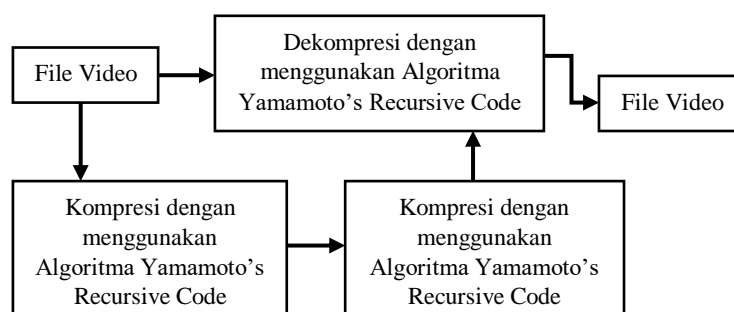 File Video
Dekompresi dengan
menggunakan Algoritma
Yamamoto's Recursive Code
File Video
Kompresi dengan
menggunakan
Algoritma Yamamoto's
Recursive Code
Kompresi dengan
menggunakan
Algoritma Yamamoto's
Recursive Code